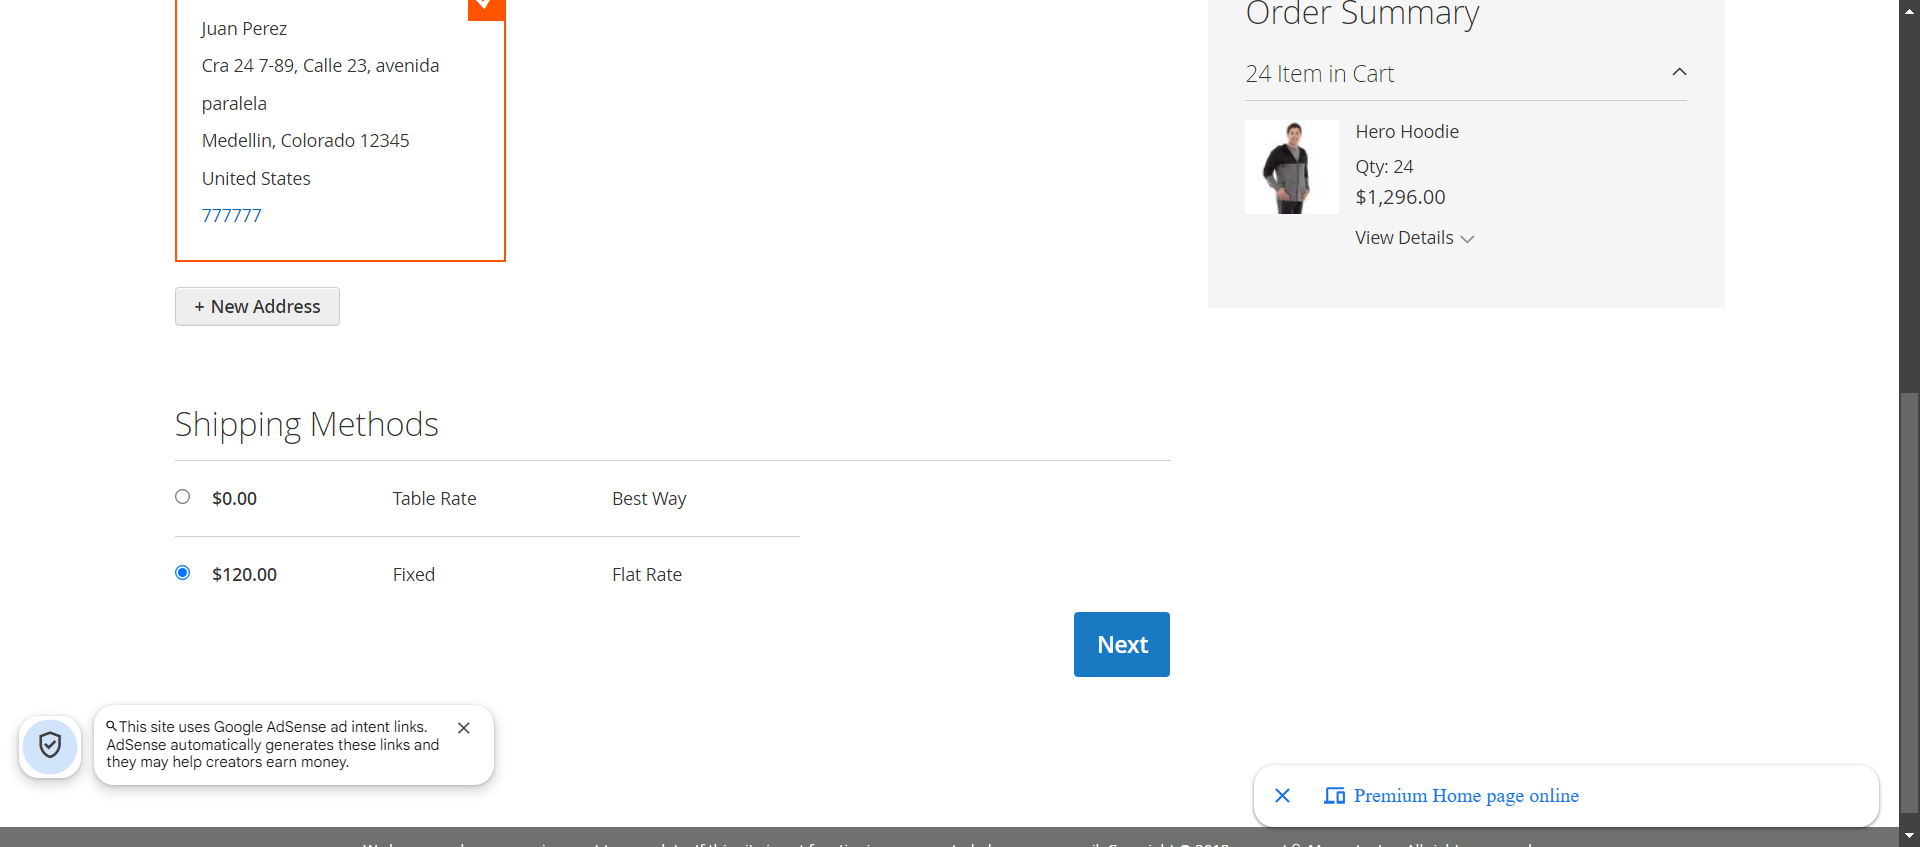 Juan Perez
Cra 24 7-89, Calle 23, avenida
paralela
Medellin, Colorado 12345
United States
777777
+ New Address
Order Summary
24 Item in Cart
Hero Hoodie
Qty: 24
$1,296.00
View Details
Shipping Methods
$0.00 Table Rate Best Way
$120.00 Fixed Flat Rate
Next
This site uses Google AdSense ad intent links.
AdSense automatically generates these links and
they may help creators earn money.
Premium Home page online